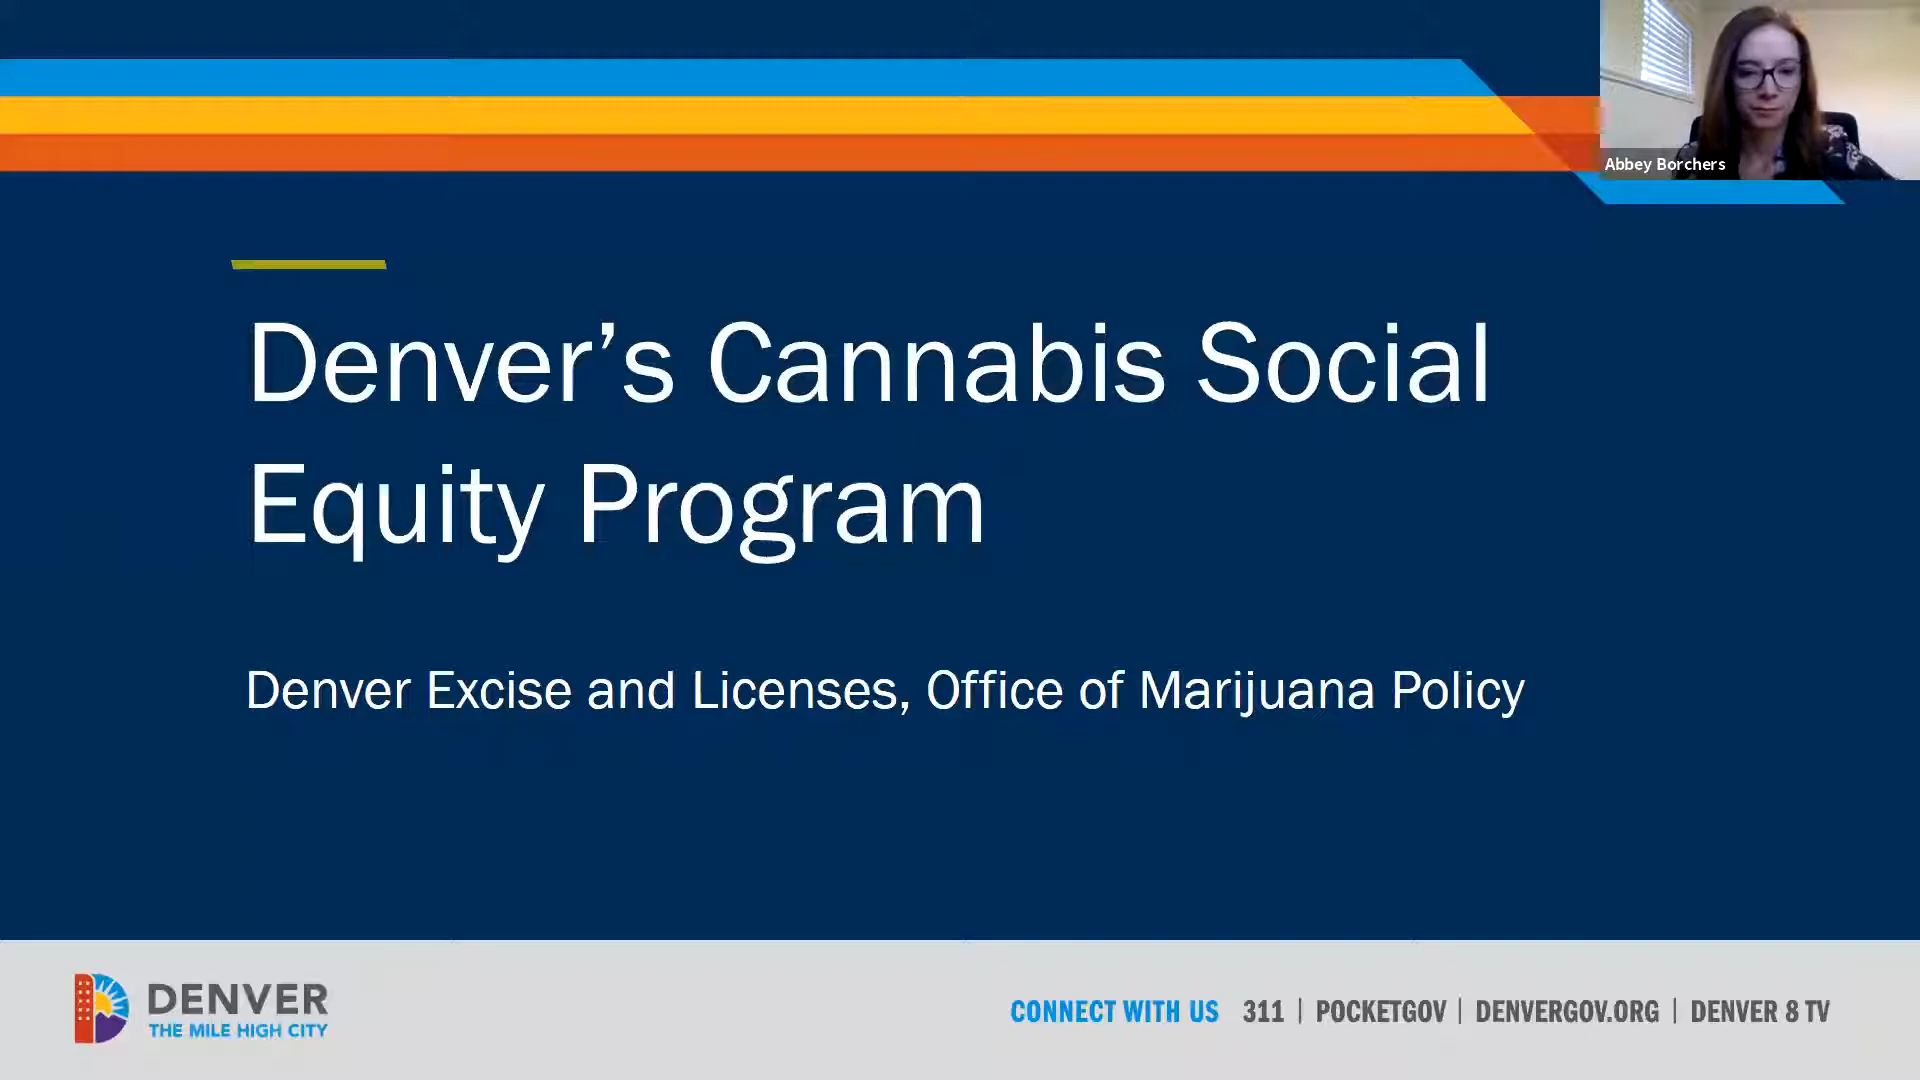 Abbey Borchers
Denver’s Cannabis Social
Equity Program
Denver Excise and Licenses, Office of Marijuana Policy
DENVER
THE MILE HIGH CITY
CONNECT WITH US 311 | POCKETGOV | DENVERGOV.ORG | DENVER 8 TV